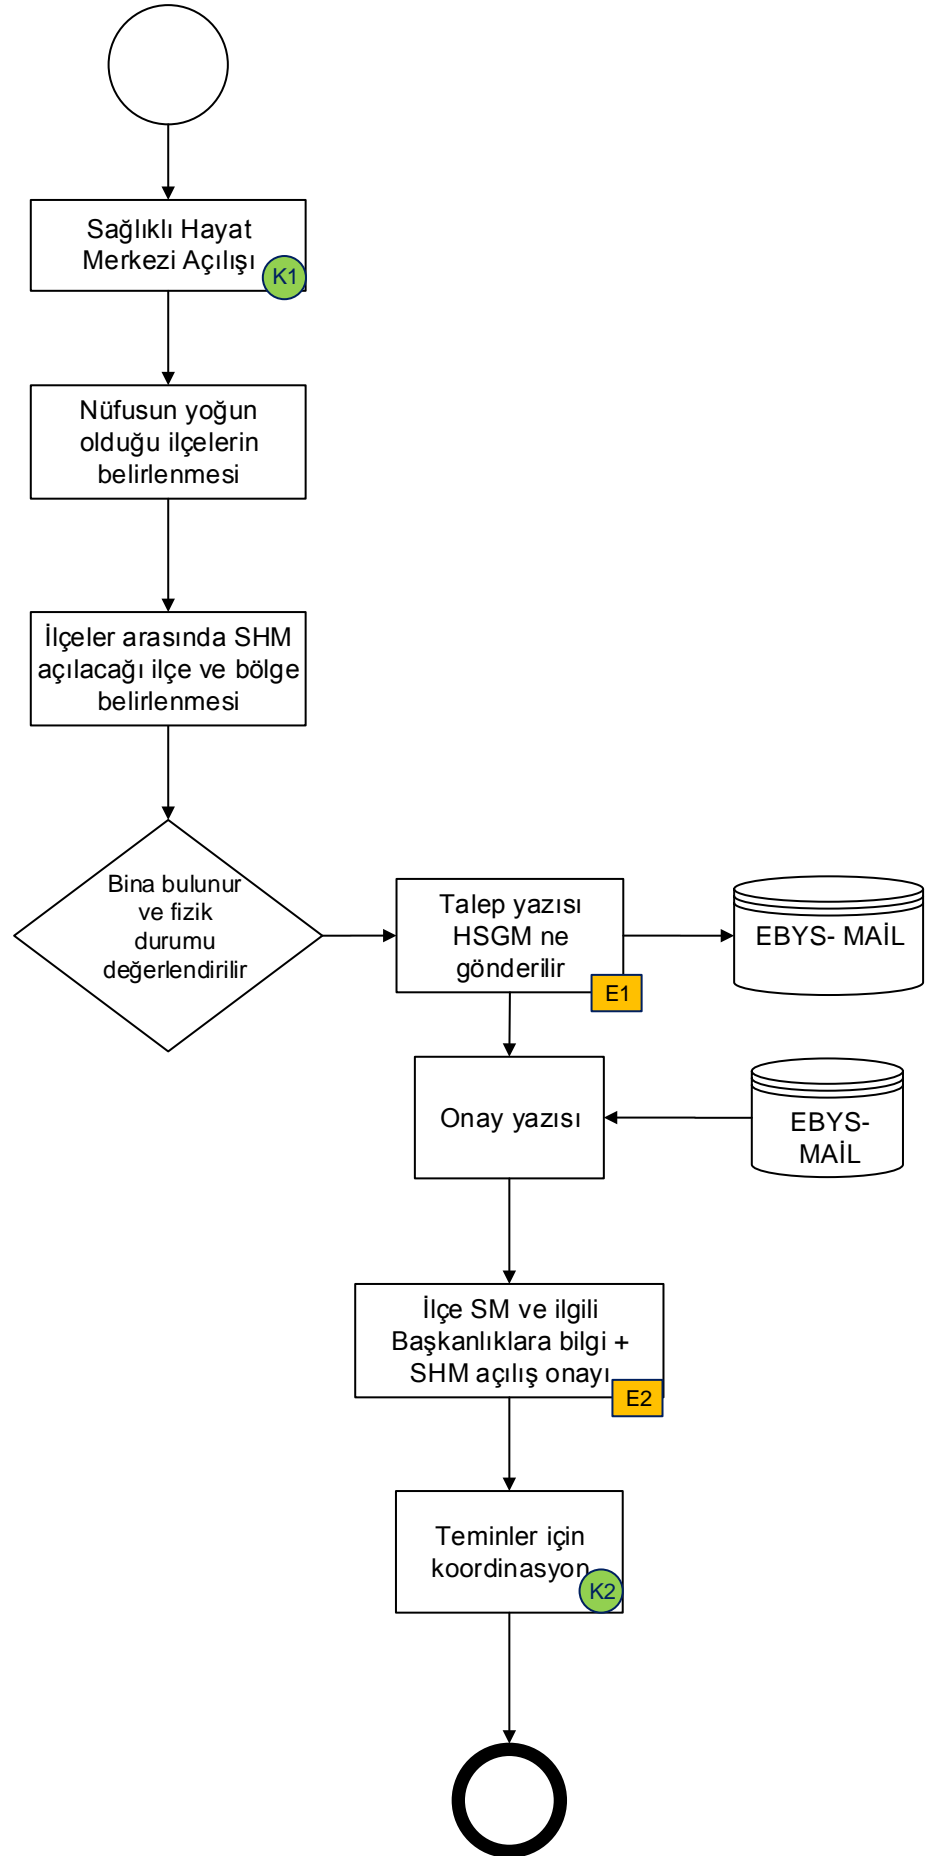 Sağlıklı Hayat
Merkezi Açılışı
K1
Nüfusun yoğun
olduğu ilçelerin
belirlenmesi
İlçeler arasında SHM
açılacağı ilçe ve bölge
belirlenmesi
Bina bulunur
ve fizik
durumu
değerlendirilir
Talep yazısı
HSGM ne
gönderilir
E1
EBYS- MAİL
Onay yazısı
EBYS-
MAİL
İlçe SM ve ilgili
Başkanlıklara bilgi +
SHM açılış onayı
E2
Teminler için
koordinasyon
K2